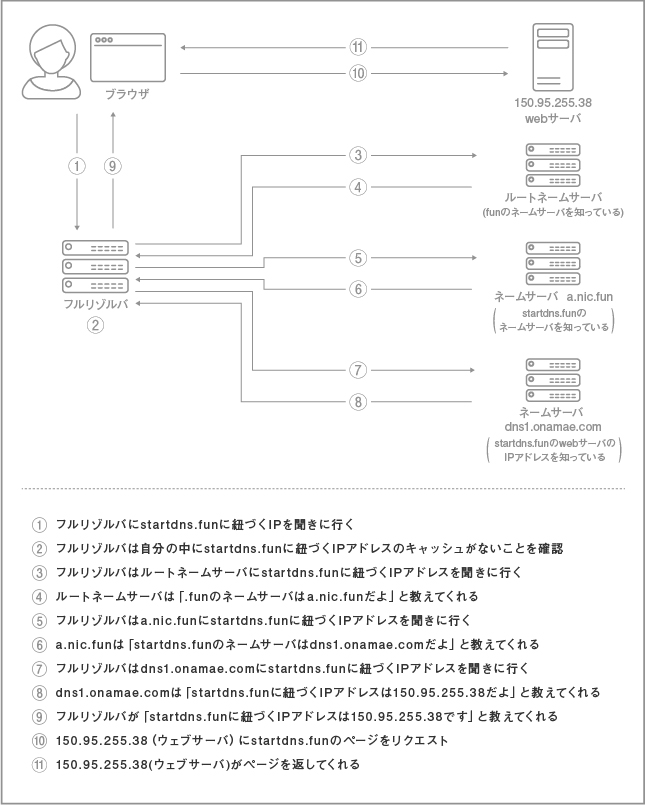 ⑪
⑩
ブラウザ
150.95.255.38
webサーバ
①
⑨
③
④
ルートネームサーバ
(funのネームサーバを知っている)
⑤
⑥
ネームサーバ a.nic.fun
(startdns.funの
ネームサーバを知っている)
フルリゾルバ
②
⑦
⑧
ネームサーバ
dns1.onamae.com
(startdns.funのwebサーバの
IPアドレスを知っている)
① フルリゾルバにstartdns.funに紐づくIPを聞きに行く
② フルリゾルバは自分の中にstartdns.funに紐づくIPアドレスのキャッシュがないことを確認
③ フルリゾルバはルートネームサーバにstartdns.funに紐づくIPアドレスを聞きに行く
④ ルートネームサーバは「.funのネームサーバはa.nic.funだよ」と教えてくれる
⑤ フルリゾルバはa.nic.funにstartdns.funに紐づくIPアドレスを聞きに行く
⑥ a.nic.funは「startdns.funのネームサーバはdns1.onamae.comだよ」と教えてくれる
⑦ フルリゾルバはdns1.onamae.comにstartdns.funに紐づくIPアドレスを聞きに行く
⑧ dns1.onamae.comは「startdns.funに紐づくIPアドレスは150.95.255.38だよ」と教えてくれる
⑨ フルリゾルバが「startdns.funに紐づくIPアドレスは150.95.255.38です」と教えてくれる
⑩ 150.95.255.38（ウェブサーバ）にstartdns.funのページをリクエスト
⑪ 150.95.255.38(ウェブサーバ)がページを返してくれる